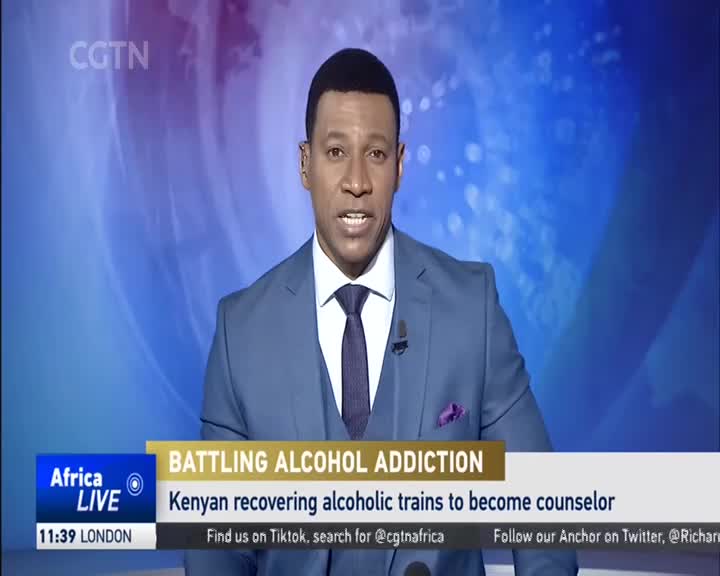 CGTN
BATTLING ALCOHOL ADDICTION
Africa
LIVE
Kenyan recovering alcoholic trains to become counselor
11:39 LONDON
Find us on Tiktok, search for @cgtnafrica
Follow our Anchor on Twitter, @Richar